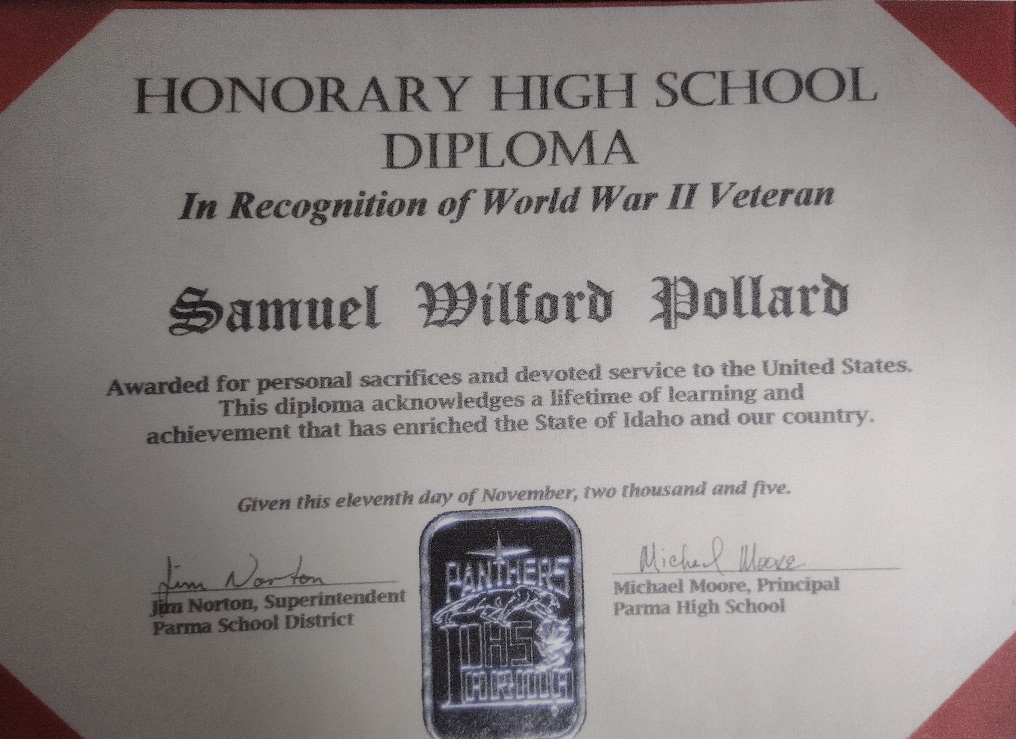 HONORARY HIGH SCHOOL
DIPLOMA
In Recognition of World War II Veteran
Samuel Wilford Pollard
Awarded for personal sacrifices and devoted service to the United States.
This diploma acknowledges a lifetime of learning and
achievement that has enriched the State of Idaho and our country.
Given this eleventh day of November, two thousand and five.
Jim Norton
Jim Norton, Superintendent
Parma School District
PANTHERS
PHS
PARMA
Michael Moore
Michael Moore, Principal
Parma High School